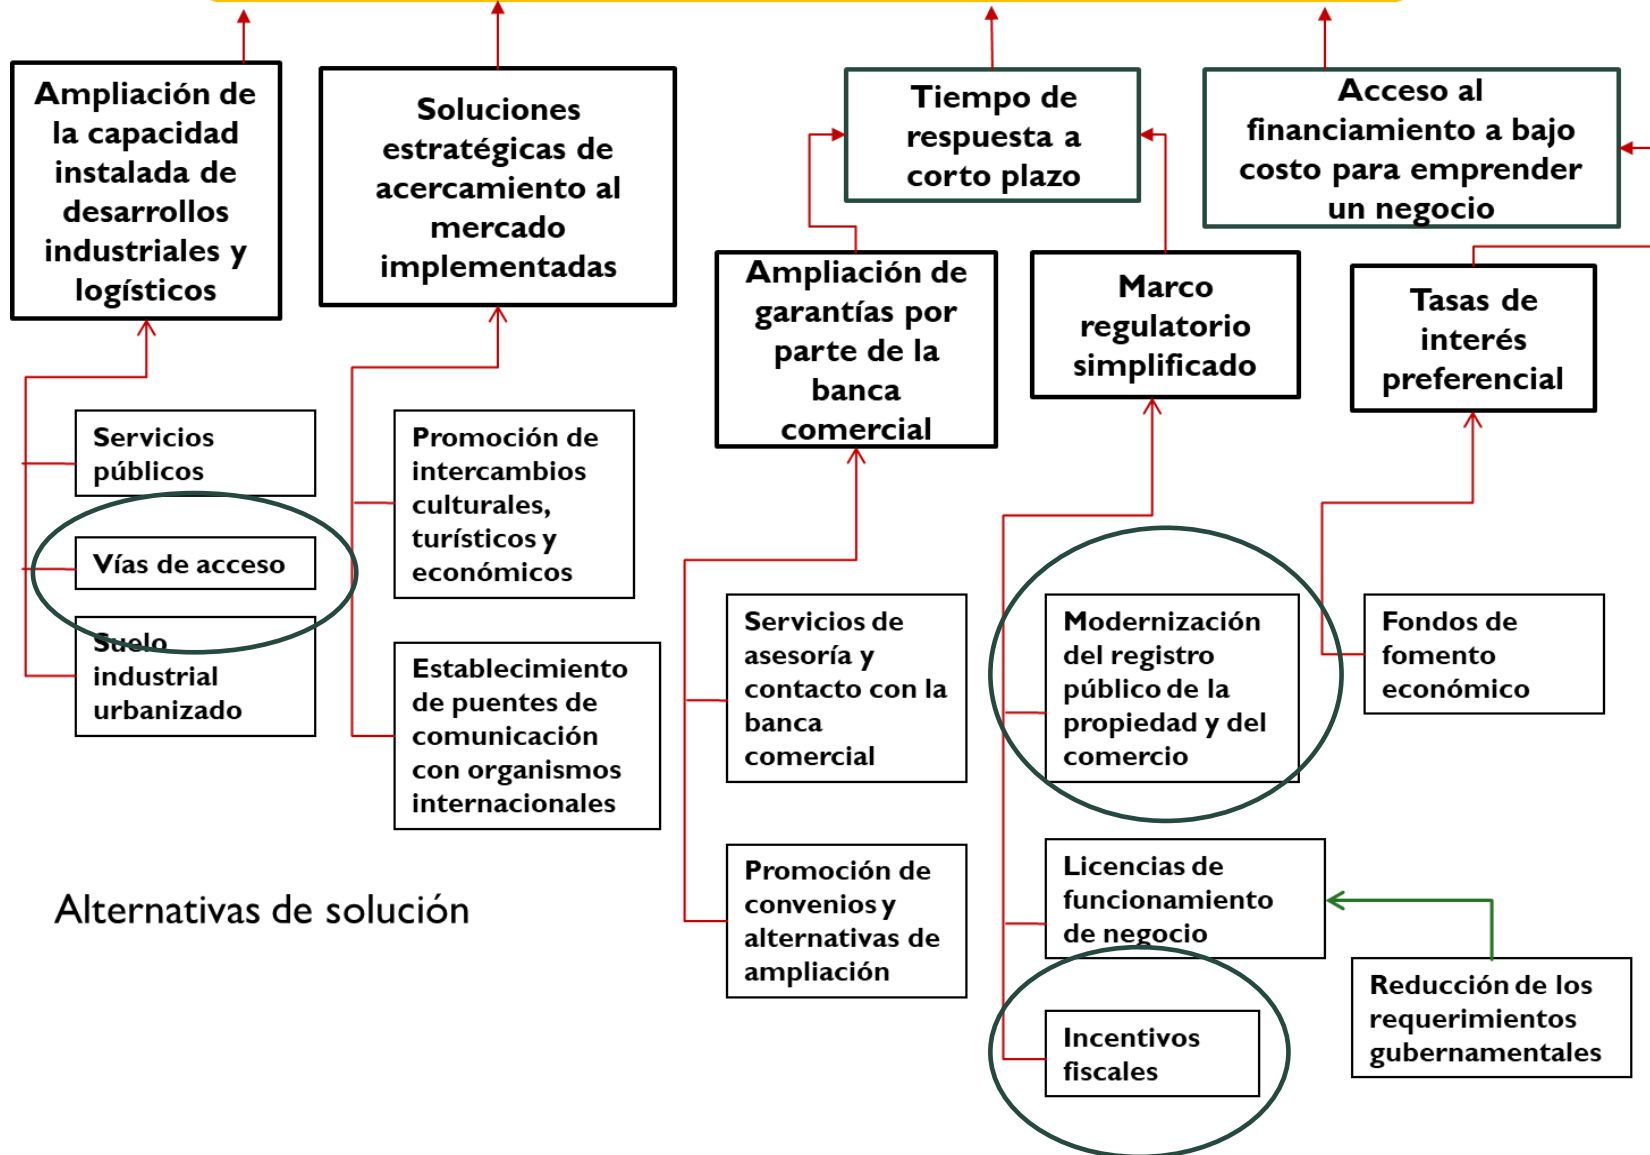 Ampliación de
la capacidad
instalada de
desarrollos
industriales y
logísticos
Soluciones
estratégicas de
acercamiento al
mercado
implementadas
Tiempo de
respuesta a
corto plazo
Acceso al
financiamiento a bajo
costo para emprender
un negocio
Ampliación de
garantías por
parte de la
banca
comercial
Marco
regulatorio
simplificado
Tasas de
interés
preferencial
Servicios
públicos
Vías de acceso
Suelo
industrial
urbanizado
Promoción de
intercambios
culturales,
turísticos y
económicos
Establecimiento
de puentes de
comunicación
con organismos
internacionales
Servicios de
asesoría y
contacto con la
banca
comercial
Promoción de
convenios y
alternativas de
ampliación
Modernización
del registro
público de la
propiedad y del
comercio
Licencias de
funcionamiento
de negocio
Incentivos
fiscales
Fondos de
fomento
económico
Reducción de los
requerimientos
gubernamentales
Alternativas de solución